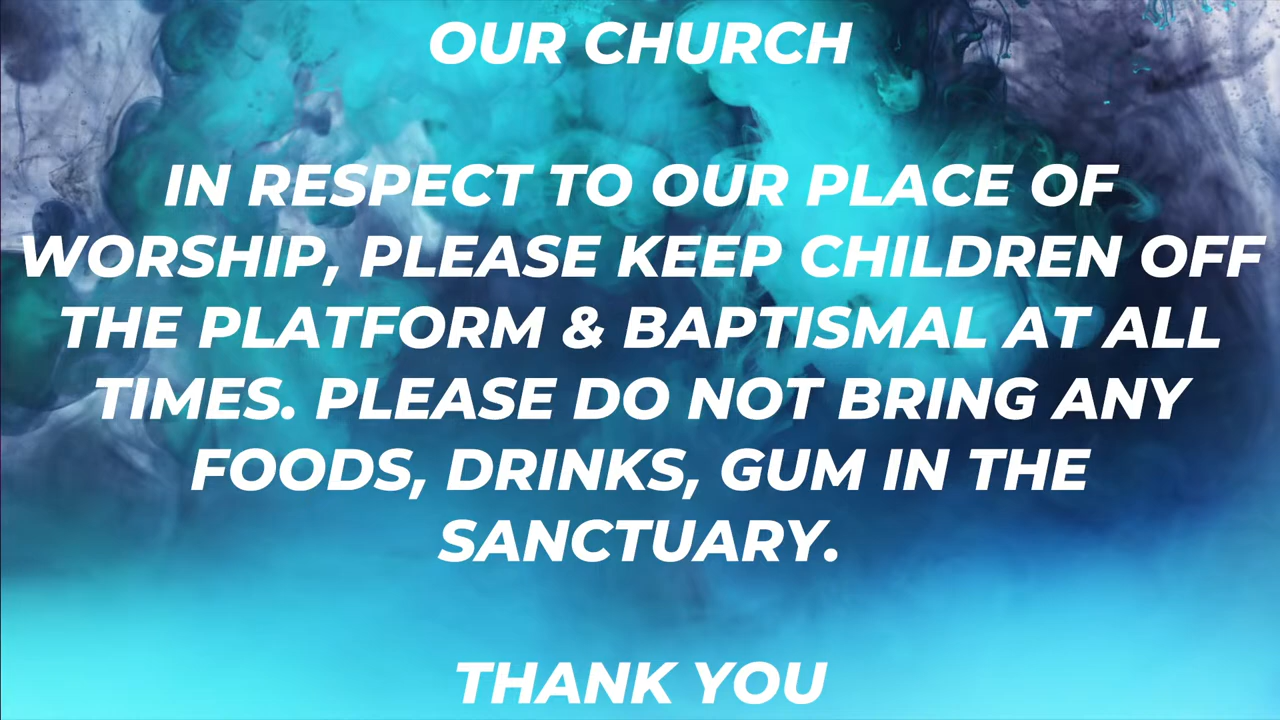 OUR CHURCH
IN RESPECT TO OUR PLACE OF
WORSHIP, PLEASE KEEP CHILDREN OFF
THE PLATFORM & BAPTISMAL AT ALL
TIMES. PLEASE DO NOT BRING ANY
FOODS, DRINKS, GUM IN THE
SANCTUARY.
THANK YOU